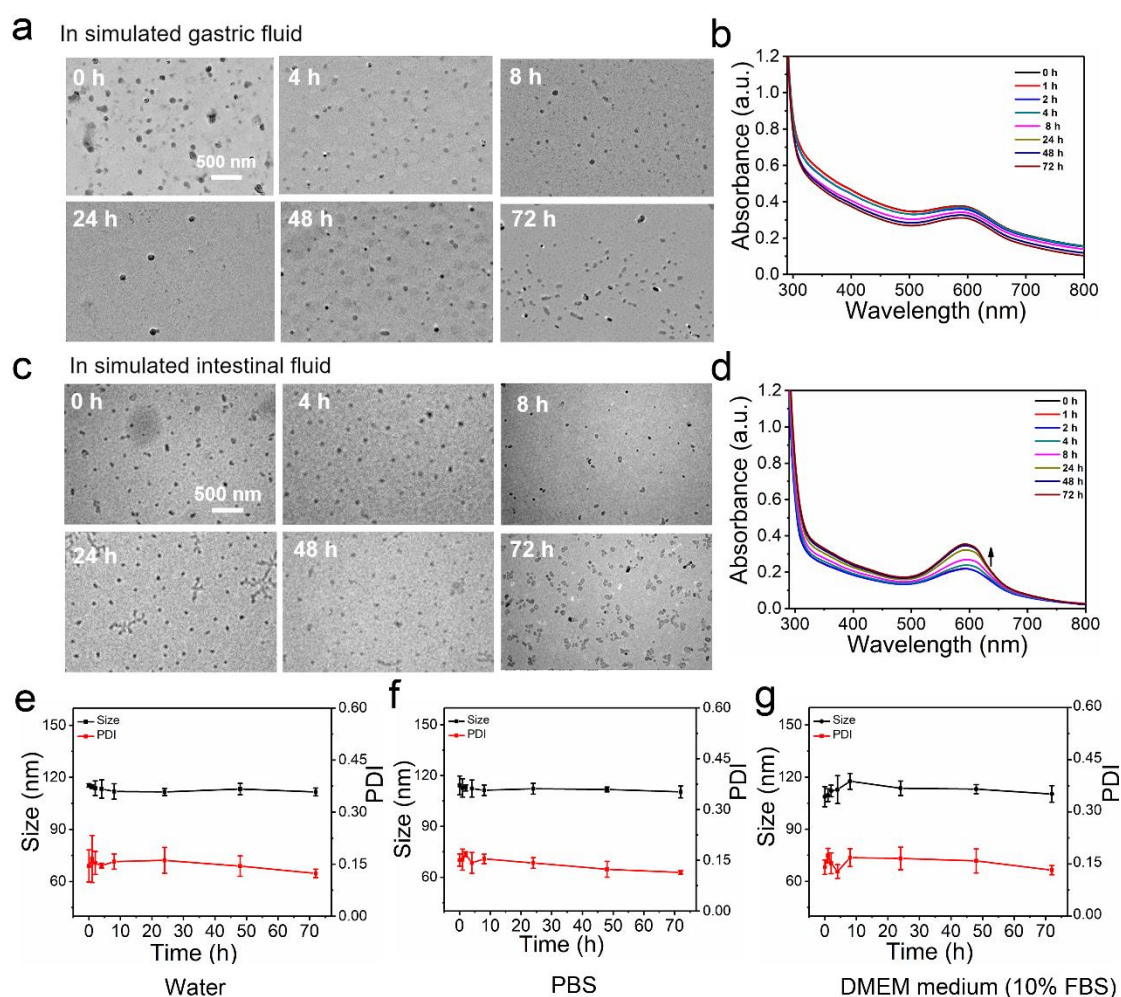 a In simulated gastric fluid
0 h
4 h
8 h
500 nm
24 h
48 h
72 h
b
1.2
1.0
0.8
0.6
0.4
0.2
0.0
Absorbance (a.u.)
0 h
1 h
2 h
4 h
8 h
24 h
48 h
72 h
300 400 500 600 700 800
Wavelength (nm)
c In simulated intestinal fluid
0 h
4 h
8 h
500 nm
24 h
48 h
72 h
d
1.2
1.0
0.8
0.6
0.4
0.2
0.0
Absorbance (a.u.)
0 h
1 h
2 h
4 h
8 h
24 h
48 h
72 h
300 400 500 600 700 800
Wavelength (nm)
e
150
120
90
60
Size (nm)
Size
PDI
0.60
0.45
0.30
0.15
0.00
PDI
0 10 20 30 40 50 60 70
Time (h)
Water
f
150
120
90
60
Size (nm)
Size
PDI
0.60
0.45
0.30
0.15
0.00
PDI
0 10 20 30 40 50 60 70
Time (h)
PBS
g
150
120
90
60
Size (nm)
Size
PDI
0.60
0.45
0.30
0.15
0.00
PDI
0 10 20 30 40 50 60 70
Time (h)
DMEM medium (10% FBS)